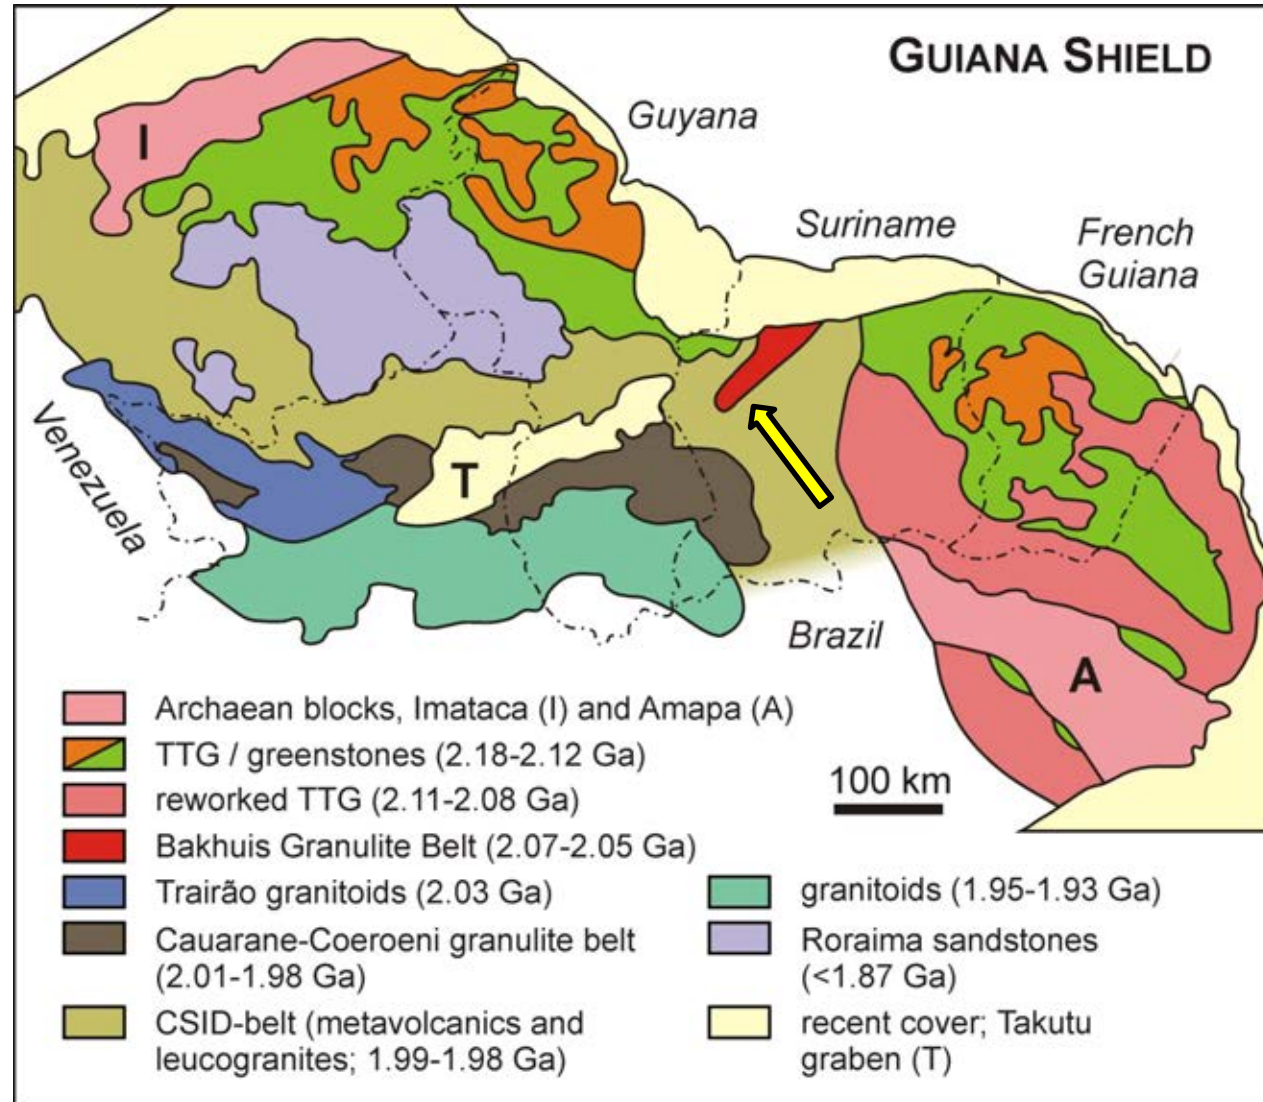 GUIANA SHIELD
Guyana
I
Suriname
French
Guiana
Venezuela
T
Brazil
A
Archaean blocks, Imataca (I) and Amapa (A)
TTG / greenstones (2.18-2.12 Ga)
reworked TTG (2.11-2.08 Ga)
Bakhuis Granulite Belt (2.07-2.05 Ga)
Trairão granitoids (2.03 Ga)
Cauarane-Coeroeni granulite belt
(2.01-1.98 Ga)
CSID-belt (metavolcanics and
leucogranites; 1.99-1.98 Ga)
100 km
granitoids (1.95-1.93 Ga)
Roraima sandstones
(<1.87 Ga)
recent cover; Takutu
graben (T)